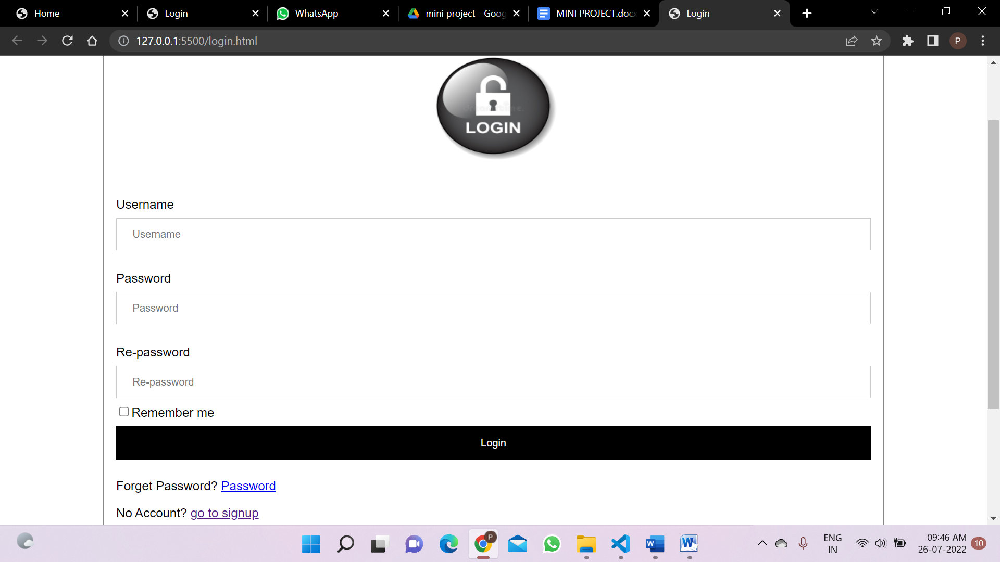 Home
Login
WhatsApp
mini project - Goog
MINI PROJECT.docx
Login
127.0.0.1:5500/login.html
P
LOGIN
Username
Username
Password
Password
Re-password
Re-password
Remember me
Login
Forget Password? Password
No Account? go to signup
P
W
W
ENG
IN
09:46 AM
26-07-2022
10